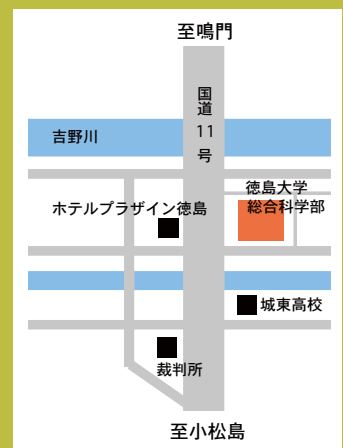 至鳴門
国道11号
吉野川
徳島大学
総合科学部
ホテルプラザイン徳島
城東高校
裁判所
至小松島